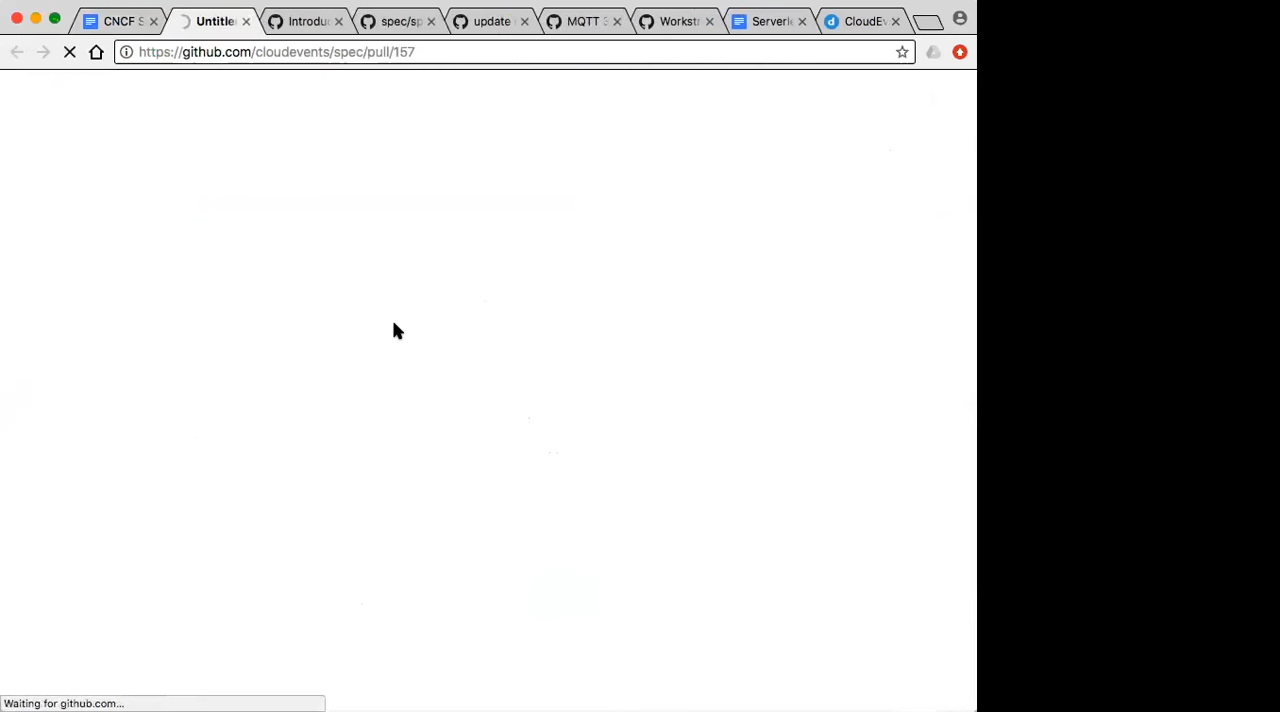 CNCF S
Untitle
Introdu
spec/sp
update
MQTT 3
Workstr
Serverle
CloudEv
https://github.com/cloudevents/spec/pull/157
Waiting for github.com...